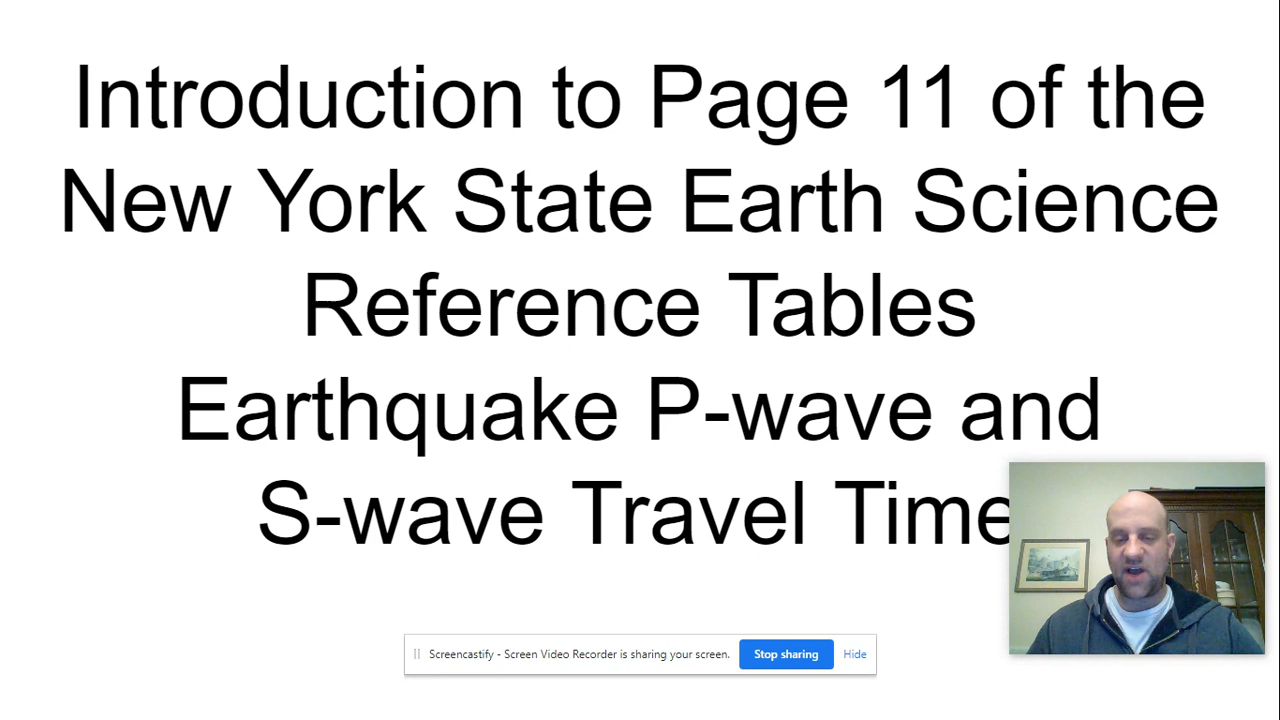 Introduction to Page 11 of the
New York State Earth Science
Reference Tables
Earthquake P-wave and
S-wave Travel Time
Screencastify - Screen Video Recorder is sharing your screen.
Stop sharing
Hide